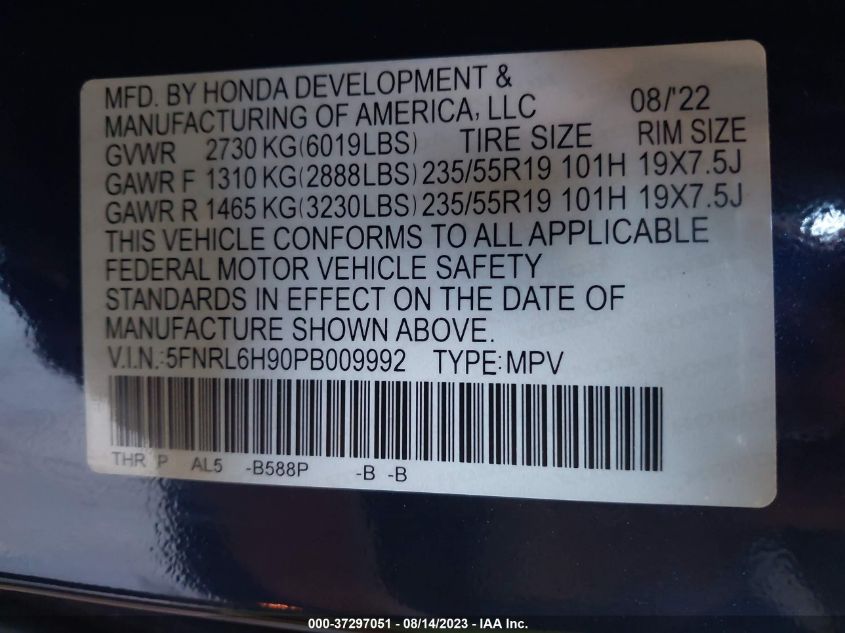 MFD. BY HONDA DEVELOPMENT &
MANUFACTURING OF AMERICA, LLC 08/'22
GVWR 2730 KG(6019LBS) TIRE SIZE RIM SIZE
GAWR F 1310 KG(2888LBS) 235/55R19 101H 19X7.5J
GAWR R 1465 KG(3230LBS) 235/55R19 101H 19X7.5J
THIS VEHICLE CONFORMS TO ALL APPLICABLE
FEDERAL MOTOR VEHICLE SAFETY
STANDARDS IN EFFECT ON THE DATE OF
MANUFACTURE SHOWN ABOVE.
V.I.N.:5FNRL6H90PB009992 TYPE:MPV
THR P AL5 -B588P -B -B
000-37297051 - 08/14/2023 - IAA Inc.